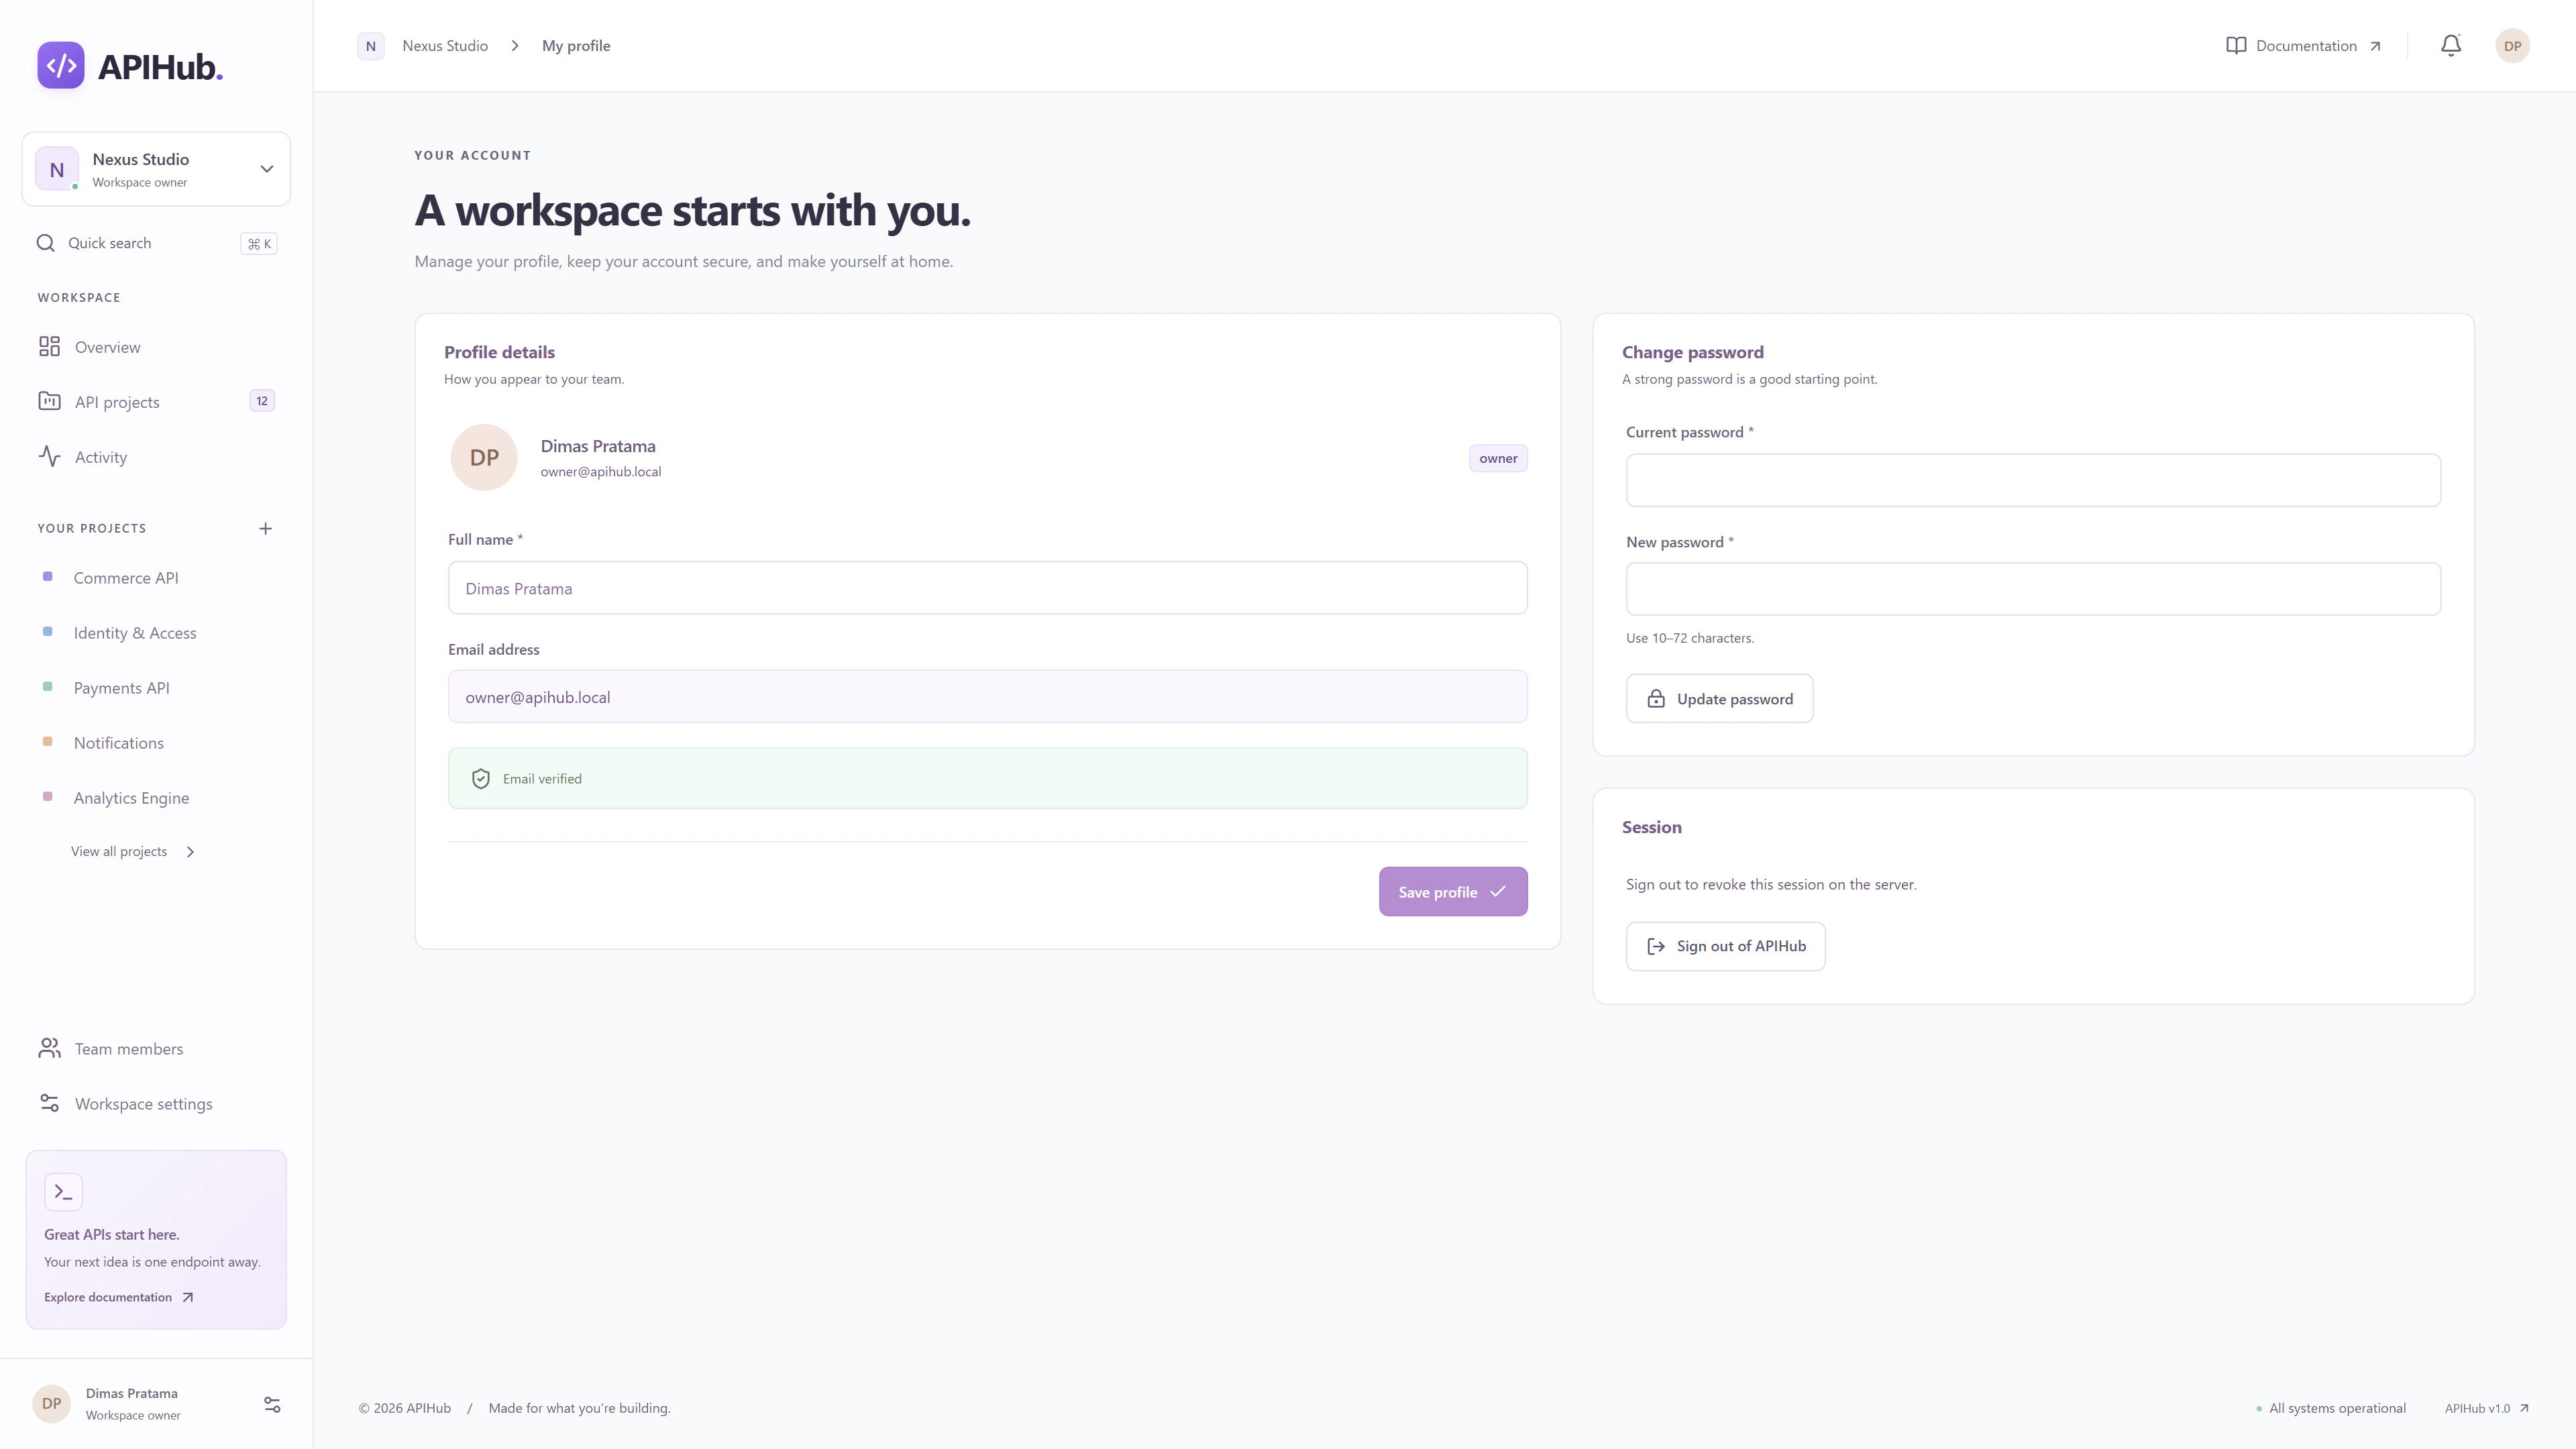 APIHub.
N
Nexus Studio
Workspace owner
Quick search
⌘ K
WORKSPACE
Overview
API projects
12
Activity
YOUR PROJECTS
Commerce API
Identity & Access
Payments API
Notifications
Analytics Engine
View all projects
Team members
Workspace settings
Great APIs start here.
Your next idea is one endpoint away.
Explore documentation
DP
Dimas Pratama
Workspace owner
N
Nexus Studio
My profile
Documentation
DP
YOUR ACCOUNT
A workspace starts with you.
Manage your profile, keep your account secure, and make yourself at home.
Profile details
How you appear to your team.
DP
Dimas Pratama
owner@apihub.local
owner
Full name *
Dimas Pratama
Email address
owner@apihub.local
Email verified
Save profile
Change password
A strong password is a good starting point.
Current password *
New password *
Use 10–72 characters.
Update password
Session
Sign out to revoke this session on the server.
Sign out of APIHub
© 2026 APIHub / Made for what you're building.
All systems operational
APIHub v1.0